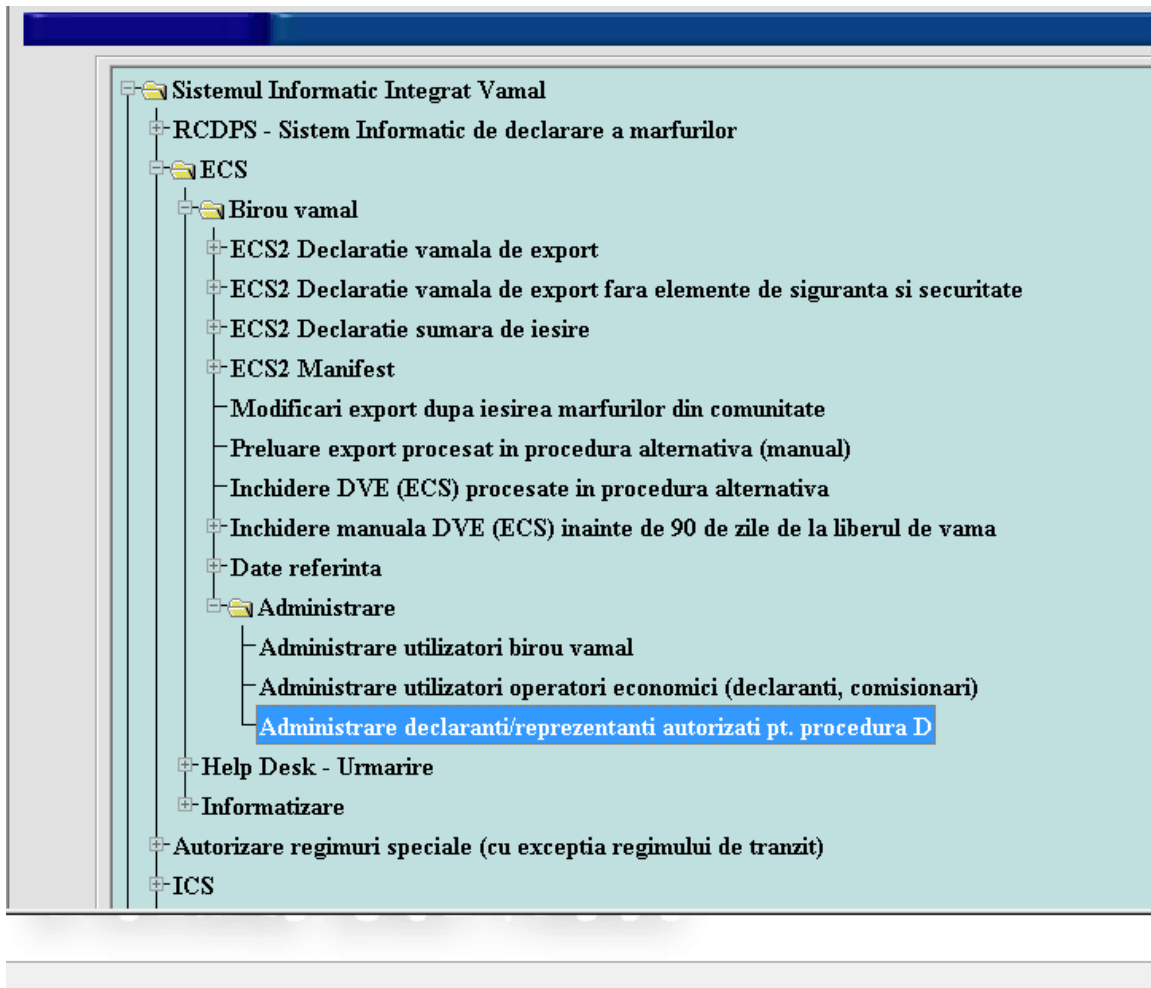 Sistemul Informatic Integrat Vamal
RCDPS - Sistem Informatic de declarare a marfurilor
ECS
Birou vamal
ECS2 Declaratie vamala de export
ECS2 Declaratie vamala de export fara elemente de siguranta si securitate
ECS2 Declaratie sumara de iesire
ECS2 Manifest
Modificari export dupa iesirea marfurilor din comunitate
Preluare export procesat in procedura alternativa (manual)
Inchidere DVE (ECS) procesate in procedura alternativa
Inchidere manuala DVE (ECS) inainte de 90 de zile de la liberul de vama
Date referinta
Administrare
Administrare utilizatori birou vamal
Administrare utilizatori operatori economici (declaranti, comisionari)
Administrare declaranti/reprezentanti autorizati pt. procedura D
Help Desk - Urmarire
Informatizare
Autorizare regimuri speciale (cu exceptia regimului de tranzit)
ICS